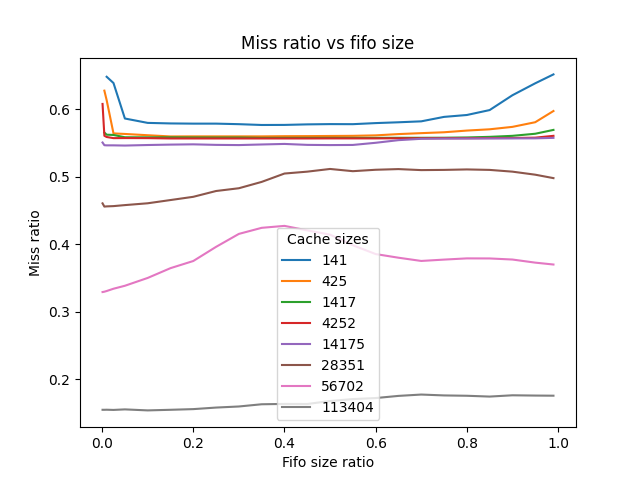 Miss ratio vs fifo size
Miss ratio
0.6
0.5
0.4
0.3
0.2
Cache sizes
141
425
1417
4252
14175
28351
56702
113404
0.0 0.2 0.4 0.6 0.8 1.0
Fifo size ratio